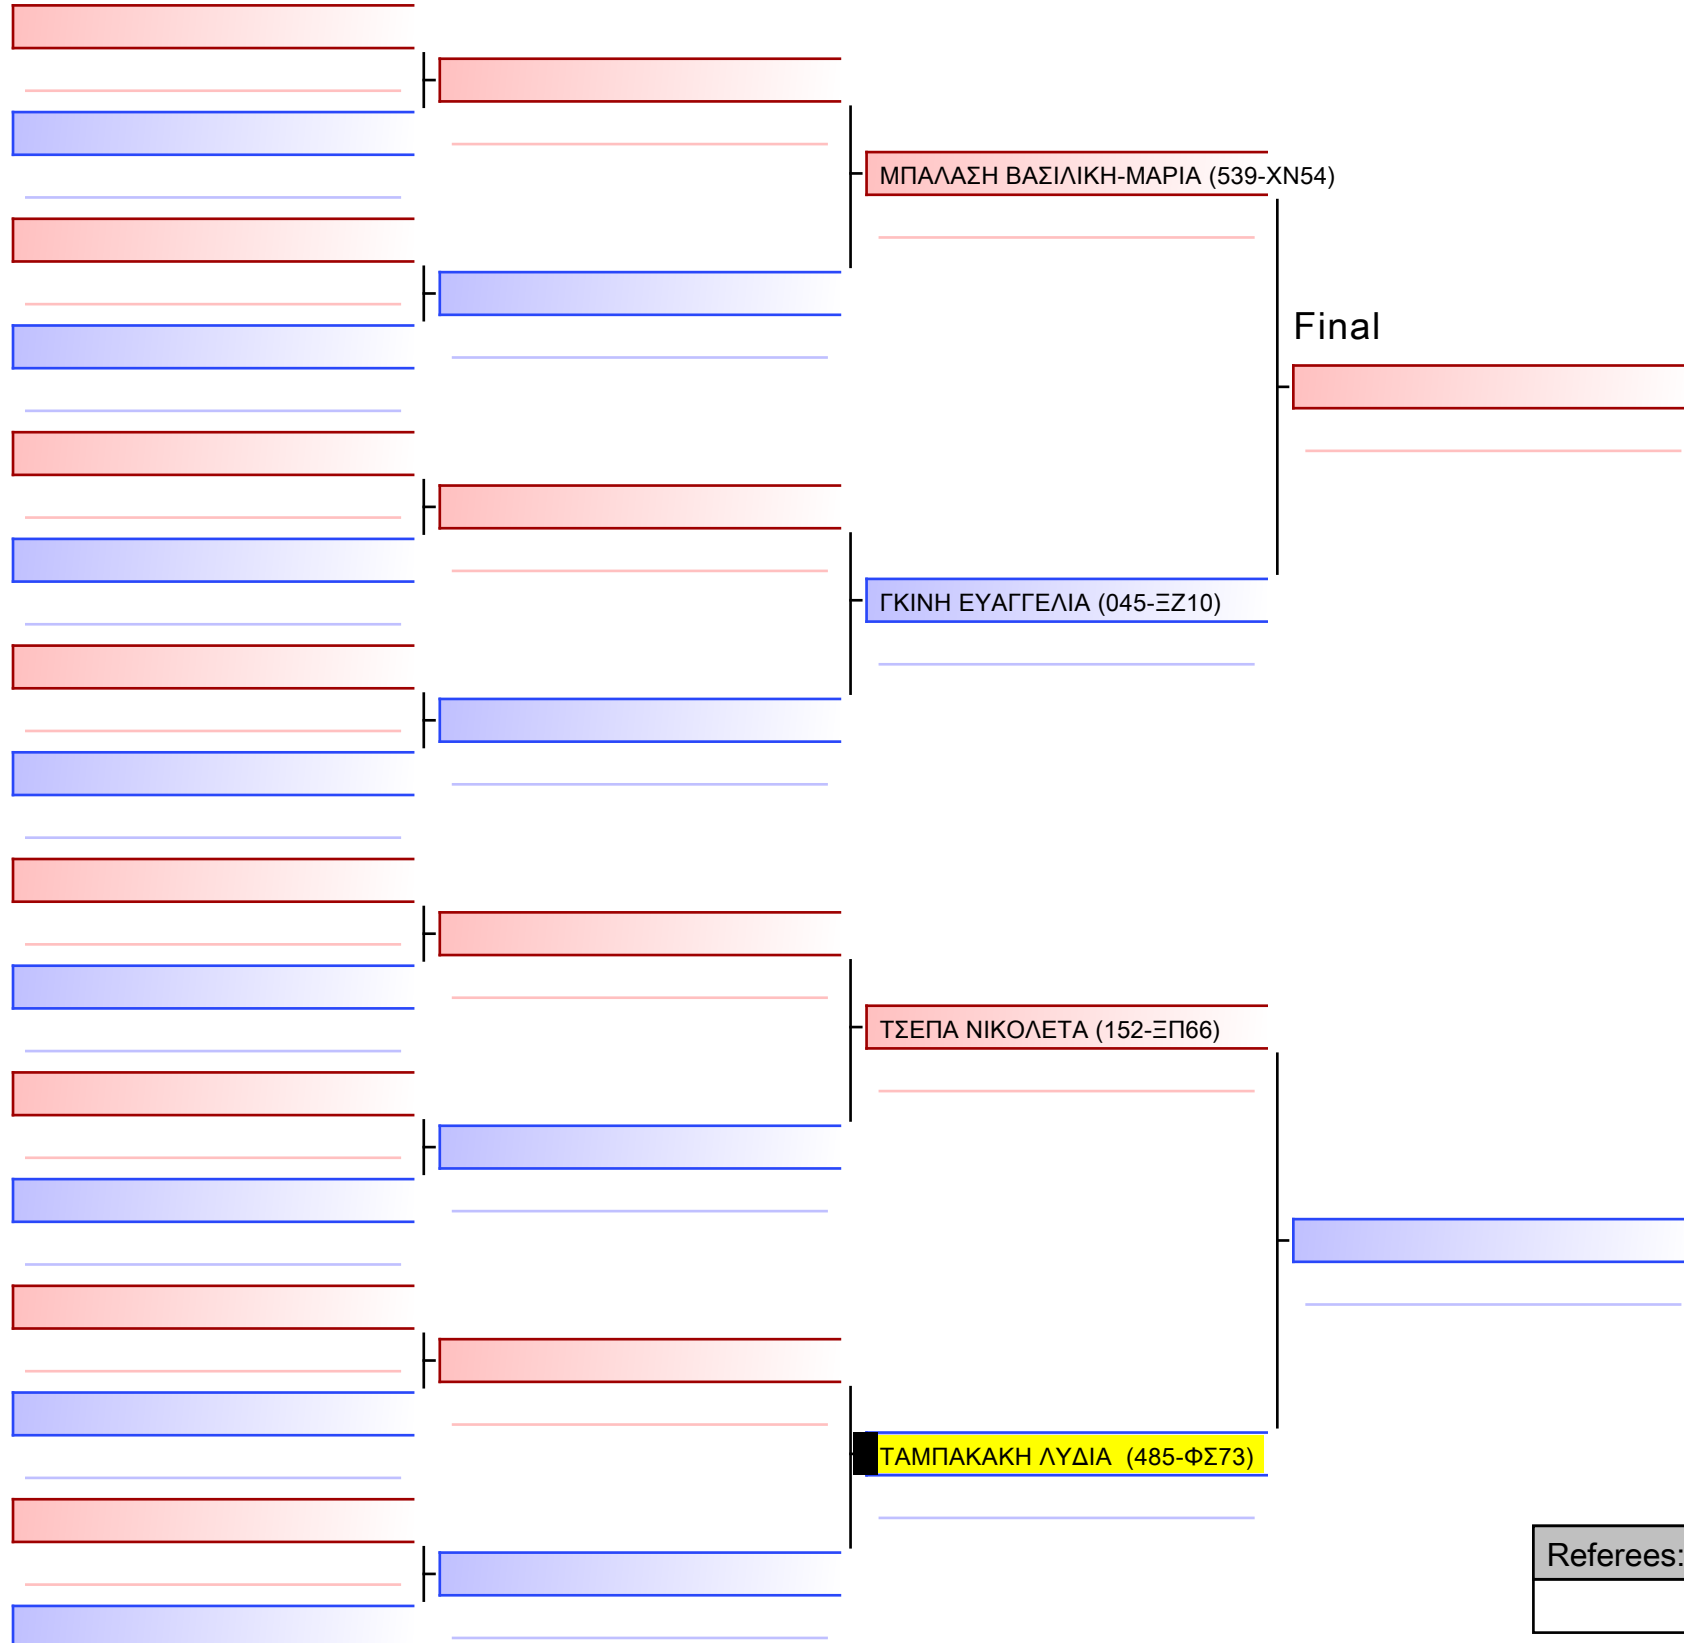 ΜΠΑΛΑΣΗ ΒΑΣΙΛΙΚΗ-ΜΑΡΙΑ (539-ΧΝ54)
Final
ΓΚΙΝΗ ΕΥΑΓΓΕΛΙΑ (045-ΞΖ10)
ΤΣΕΠΑ ΝΙΚΟΛΕΤΑ (152-ΞΠ66)
ΤΑΜΠΑΚΑΚΗ ΛΥΔΙΑ  (485-ΦΣ73)
Referees: